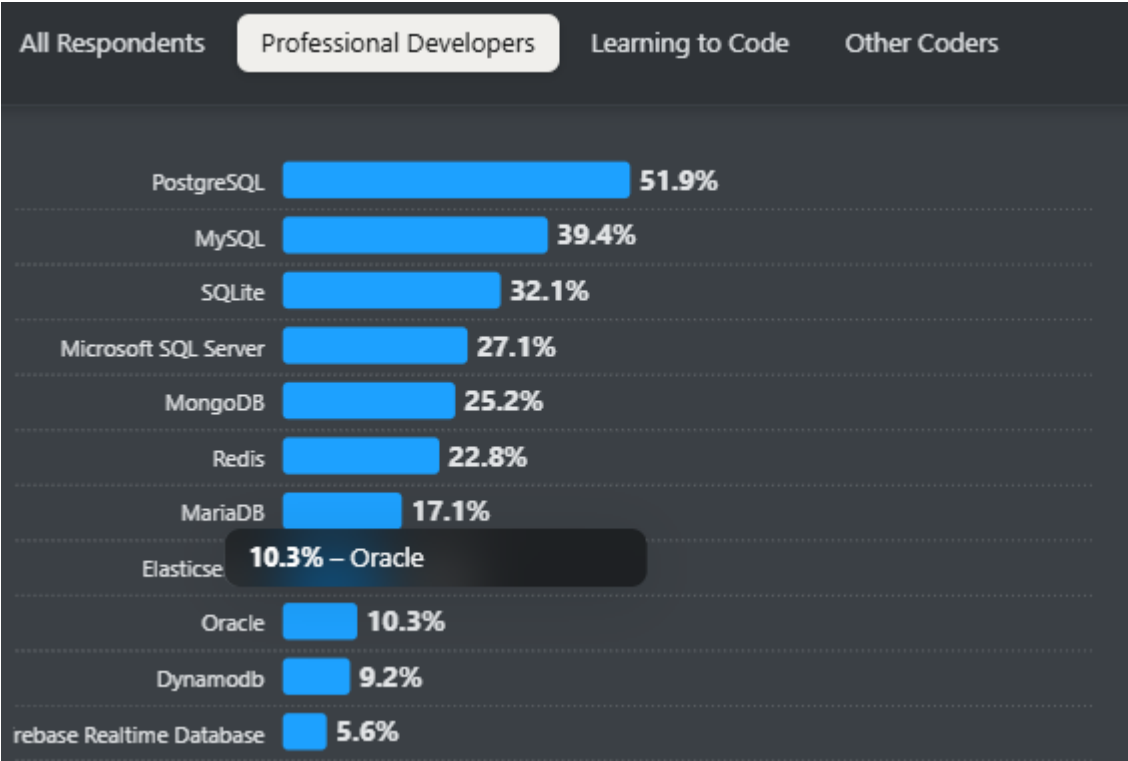 All Respondents Professional Developers Learning to Code Other Coders
PostgreSQL 51.9%
MySQL 39.4%
SQLite 32.1%
Microsoft SQL Server 27.1%
MongoDB 25.2%
Redis 22.8%
MariaDB 17.1%
Elasticse
10.3% – Oracle
Oracle 10.3%
Dynamodb 9.2%
rebase Realtime Database 5.6%